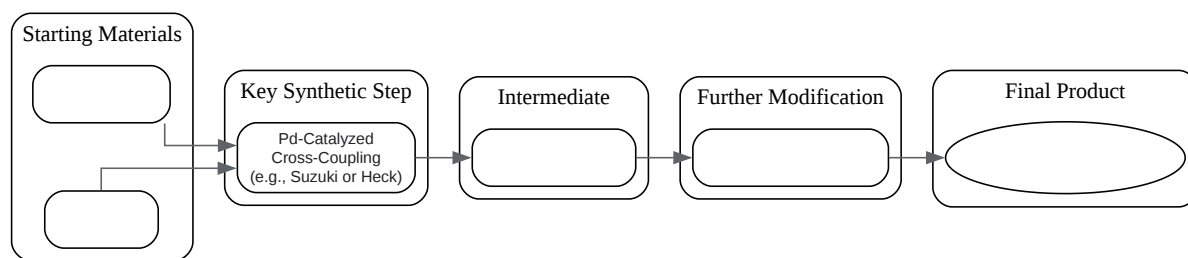 Starting Materials
Key Synthetic Step
Pd-Catalyzed
Cross-Coupling
(e.g., Suzuki or Heck)
Intermediate
Further Modification
Final Product